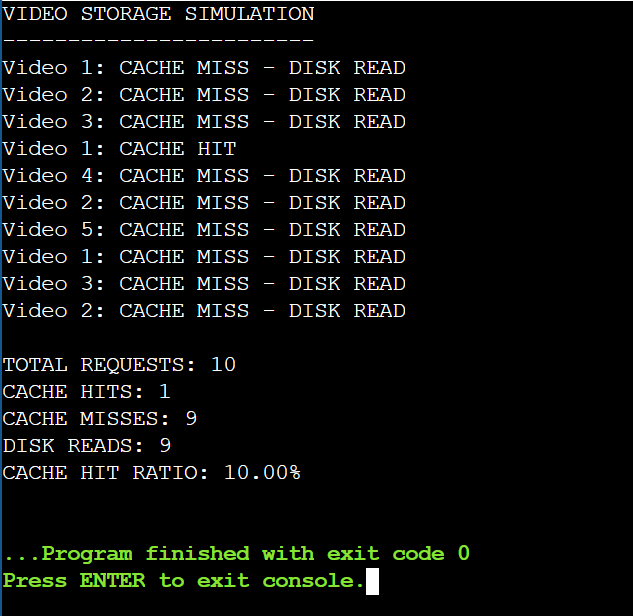 VIDEO STORAGE SIMULATION
------------------------
Video 1: CACHE MISS - DISK READ
Video 2: CACHE MISS - DISK READ
Video 3: CACHE MISS - DISK READ
Video 1: CACHE HIT
Video 4: CACHE MISS - DISK READ
Video 2: CACHE MISS - DISK READ
Video 5: CACHE MISS - DISK READ
Video 1: CACHE MISS - DISK READ
Video 3: CACHE MISS - DISK READ
Video 2: CACHE MISS - DISK READ
TOTAL REQUESTS: 10
CACHE HITS: 1
CACHE MISSES: 9
DISK READS: 9
CACHE HIT RATIO: 10.00%
...Program finished with exit code 0
Press ENTER to exit console.